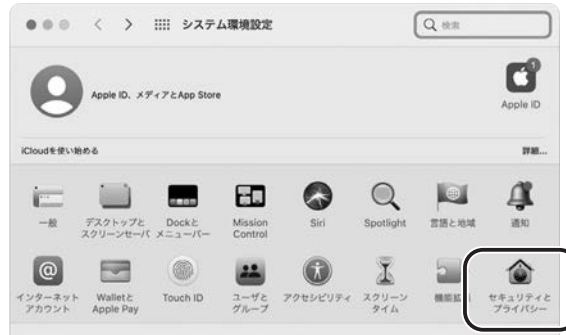 システム環境設定
検索
Apple ID、メディアとApp Store
1
Apple ID
iCloudを使い始める
詳細...
一般
デスクトップと
スクリーンセーバ
Dockと
メニューバー
Mission
Control
Siri
Spotlight
言語と地域
通知
インターネット
アカウント
Walletと
Apple Pay
Touch ID
ユーザと
グループ
アクセシビリティ
スクリーン
タイム
機能拡
セキュリティと
プライバシー